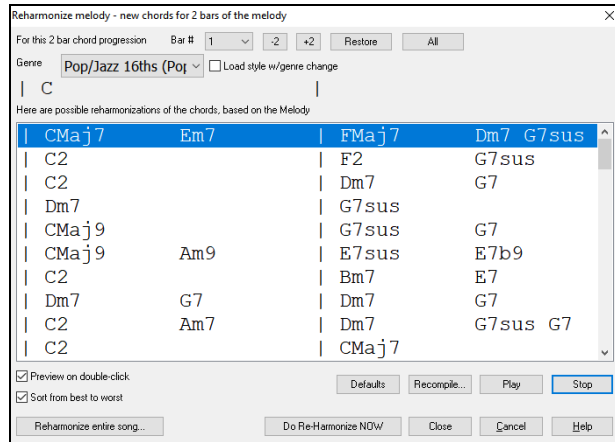 Reharmonize melody - new chords for 2 bars of the melody
For this 2 bar chord progression Bar # 1 -2 +2 Restore All
Genre Pop/Jazz 16ths (Pop Load style w/genre change
| C |
Here are possible reharmonizations of the chords, based on the Melody
| CMaj7 Em7 | FMaj7 Dm7 G7sus
| C2 | F2 G7sus
| C2 | Dm7 G7
| Dm7 | G7sus
| CMaj9 | G7sus G7
| CMaj9 Am9 | E7sus E7b9
| C2 | Bm7 E7
| Dm7 G7 | Dm7 G7
| C2 Am7 | Dm7 G7sus G7
| C2 | CMaj7
Preview on double-click
Sort from best to worst
Defaults Recompile... Play Stop
Reharmonize entire song... Do Re-Harmonize NOW Close Cancel Help